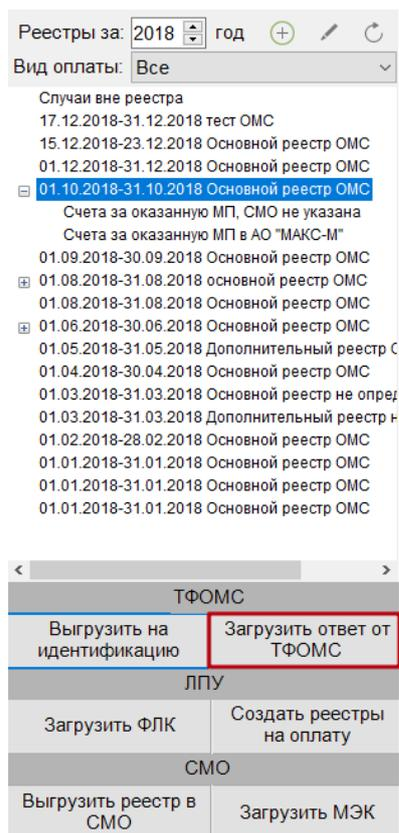 Реестры за: 2018 год
Вид оплаты: Все
Случаи вне реестра
17.12.2018-31.12.2018 тест ОМС
15.12.2018-23.12.2018 Основной реестр ОМС
01.12.2018-31.12.2018 Основной реестр ОМС
01.10.2018-31.10.2018 Основной реестр ОМС
Счета за оказанную МП, СМО не указана
Счета за оказанную МП в АО "МАКС-М"
01.09.2018-30.09.2018 Основной реестр ОМС
01.08.2018-31.08.2018 основной реестр ОМС
01.08.2018-31.08.2018 Основной реестр ОМС
01.06.2018-30.06.2018 Основной реестр ОМС
01.05.2018-31.05.2018 Дополнительный реестр
01.04.2018-30.04.2018 Основной реестр ОМС
01.03.2018-31.03.2018 Основной реестр не опред
01.03.2018-31.03.2018 Дополнительный реестр н
01.02.2018-28.02.2018 Основной реестр ОМС
01.01.2018-31.01.2018 Основной реестр ОМС
01.01.2018-31.01.2018 Основной реестр ОМС
01.01.2018-31.01.2018 Основной реестр ОМС
ТФОМС
Выгрузить на
идентификацию
Загрузить ответ от
ТФОМС
ЛПУ
Загрузить ФЛК
Создать реестры
на оплату
СМО
Выгрузить реестр в
СМО
Загрузить МЭК